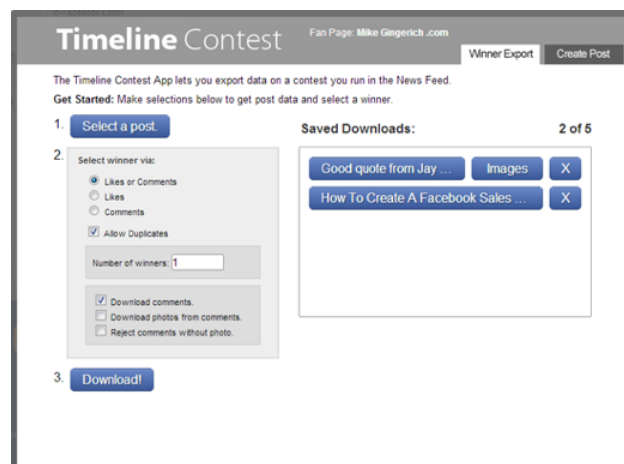 Timeline Contest
Fan Page: Mike Gingerich .com
Winner Export
Create Post
The Timeline Contest App lets you export data on a contest you run in the News Feed.
Get Started: Make selections below to get post data and select a winner.
1. Select a post.
2.
Select winner via:
Likes or Comments
Likes
Comments
Allow Duplicates
Number of winners: 1
Download comments.
Download photos from comments.
Reject comments without photo.
3. Download!
Saved Downloads: 2 of 5
Good quote from Jay ... Images X
How To Create A Facebook Sales ... X